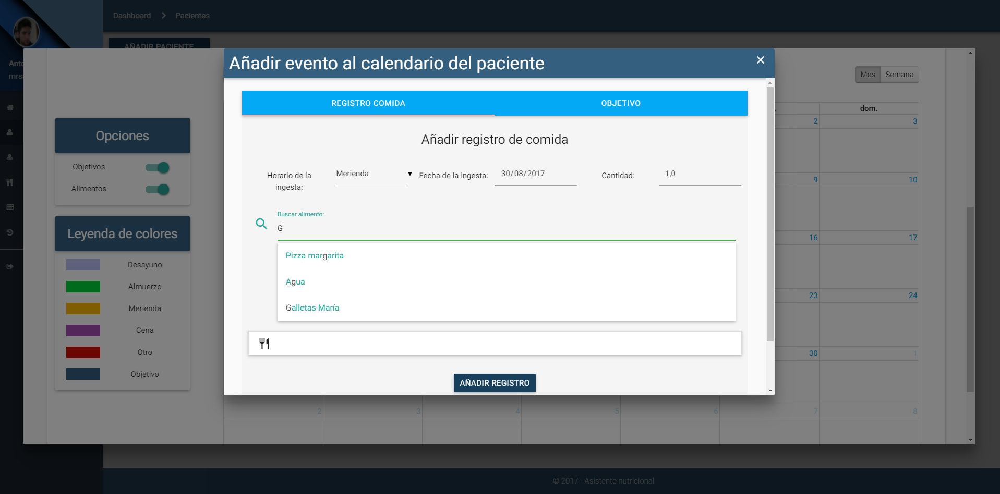 Dashboard > Pacientes
AÑADIR PACIENTE
Añadir evento al calendario del paciente
Mes Semana
REGISTRO COMIDA OBJETIVO
dom.
2 3
Opciones
Objetivos
Alimentos
Añadir registro de comida
Horario de la
ingesta:
Merienda
Fecha de la ingesta:
30/08/2017
Cantidad:
1,0
9 10
Buscar alimento:
G
Pizza margarita
Agua
Galletas María
16 17
Leyenda de colores
Desayuno
Almuerzo
Merienda
Cena
Otro
Objetivo
23 24
30 1
AÑADIR REGISTRO
2 3 4 5 6 7 8
© 2017 - Asistente nutricional